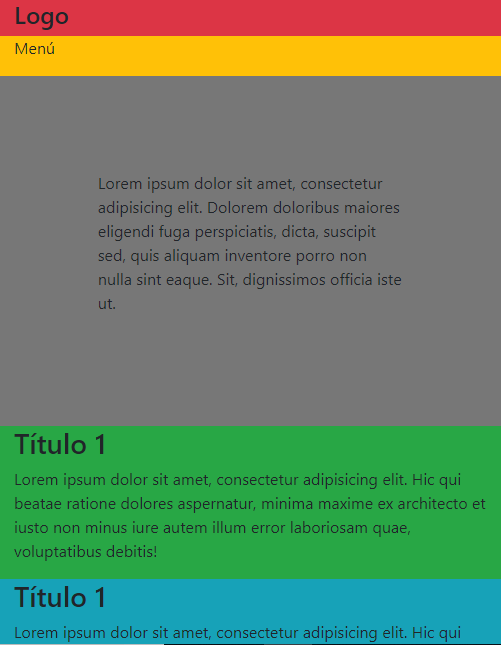 Logo
Menú
Lorem ipsum dolor sit amet, consectetur
adipisicing elit. Dolorem doloribus maiores
eligendi fuga perspiciatis, dicta, suscipit
sed, quis aliquam inventore porro non
nulla sint eaque. Sit, dignissimos officia iste
ut.
Título 1
Lorem ipsum dolor sit amet, consectetur adipisicing elit. Hic qui
beatae ratione dolores aspernatur, minima maxime ex architecto et
iusto non minus iure autem illum error laboriosam quae,
voluptatibus debitis!
Título 1
Lorem ipsum dolor sit amet, consectetur adipisicing elit. Hic qui